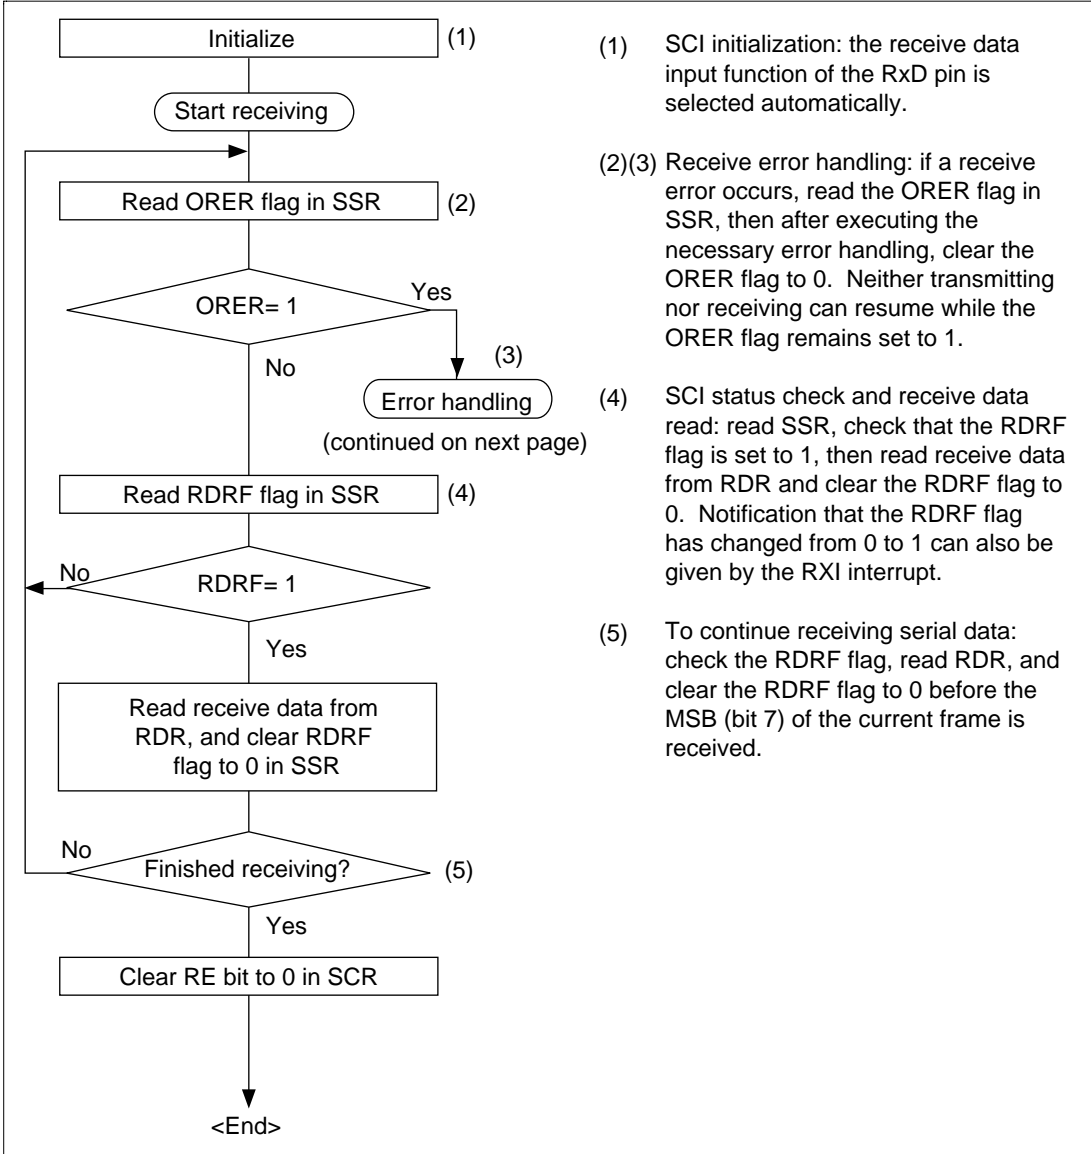 Initialize
(1)
Start receiving
Read ORER flag in SSR
(2)
ORER= 1
Yes
No
(3)
Error handling
(continued on next page)
Read RDRF flag in SSR
(4)
No
RDRF= 1
Yes
Read receive data from
RDR, and clear RDRF
flag to 0 in SSR
No
Finished receiving?
(5)
Yes
Clear RE bit to 0 in SCR
<End>
(1) SCI initialization: the receive data
input function of the RxD pin is
selected automatically.
(2)(3) Receive error handling: if a receive
error occurs, read the ORER flag in
SSR, then after executing the
necessary error handling, clear the
ORER flag to 0.  Neither transmitting
nor receiving can resume while the
ORER flag remains set to 1.
(4) SCI status check and receive data
read: read SSR, check that the RDRF
flag is set to 1, then read receive data
from RDR and clear the RDRF flag to
0.  Notification that the RDRF flag
has changed from 0 to 1 can also be
given by the RXI interrupt.
(5) To continue receiving serial data:
check the RDRF flag, read RDR, and
clear the RDRF flag to 0 before the
MSB (bit 7) of the current frame is
received.